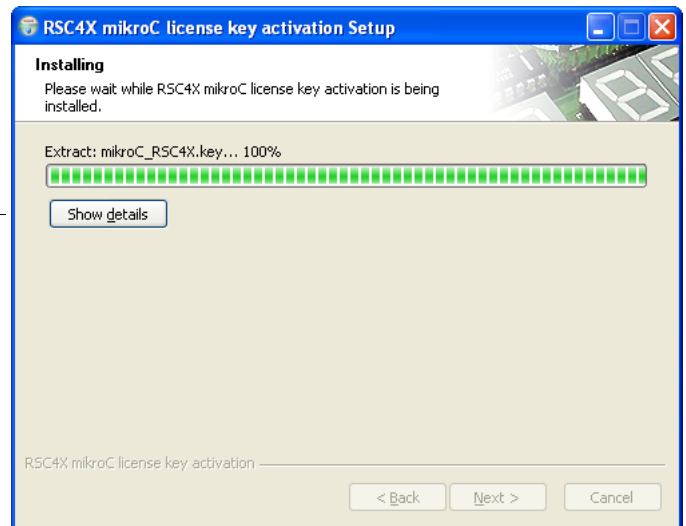 RSC4X mikroC license key activation Setup
Installing
Please wait while RSC4X mikroC license key activation is being
installed.
Extract: mikroC_RSC4X.key... 100%
Show details
RSC4X mikroC license key activation
< Back Next > Cancel